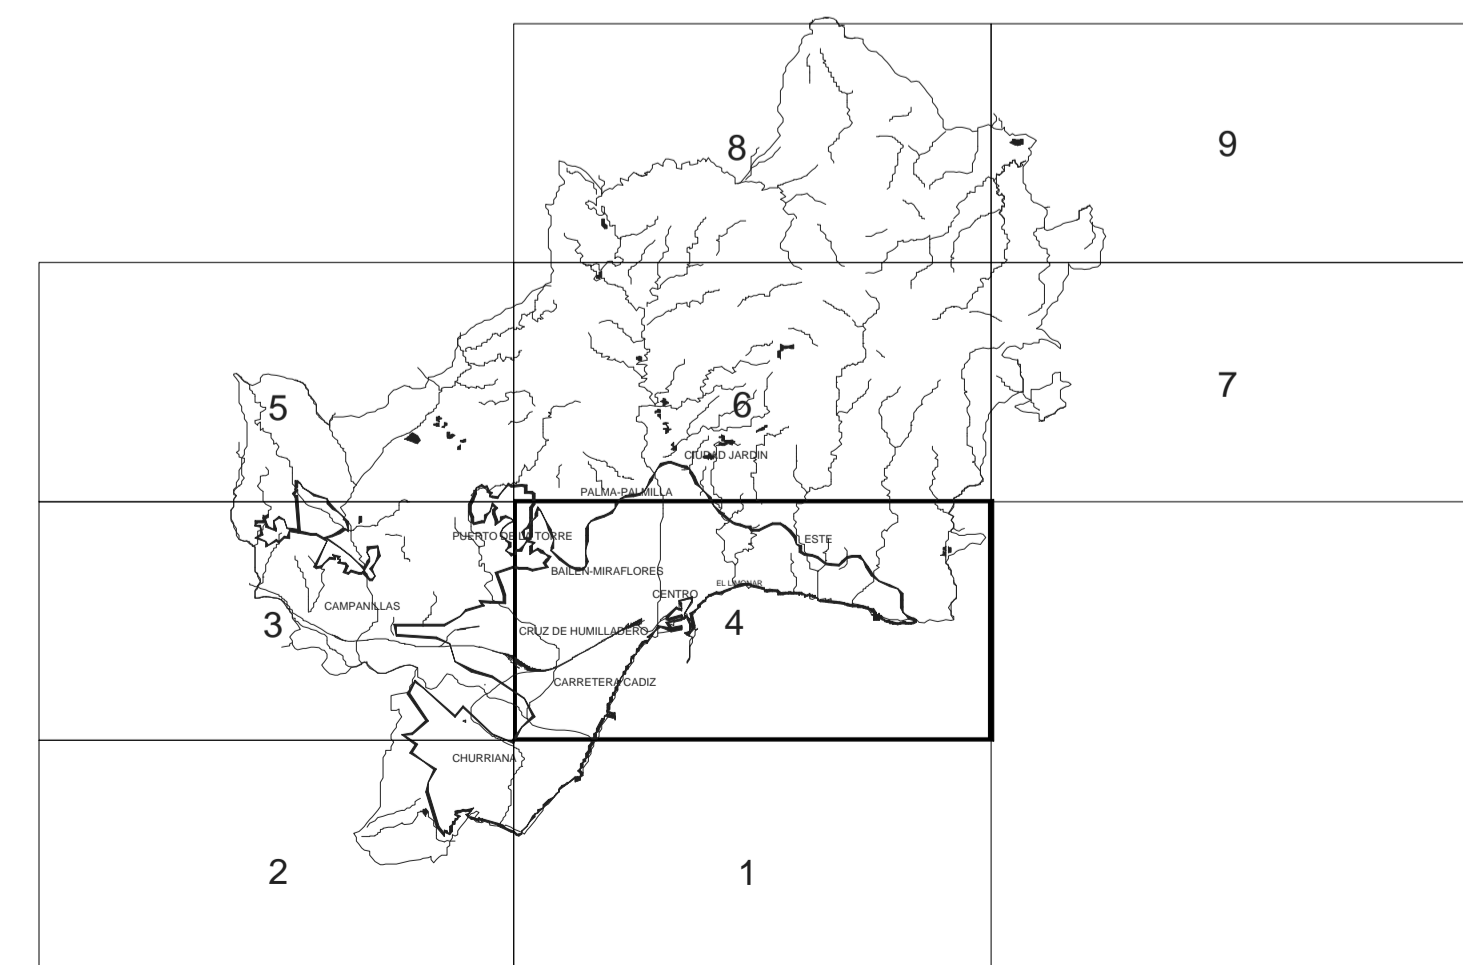 8
9
5
6
7
CIUDAD JARDIN
PALMA-PALMILLA
PUERTO DE LA TORRE
LESTE
BAILEN-MIRAFLORES
EL LIMONAR
CENTRO
CAMPANILLAS
3
CRUZ DE HUMILLADERO
4
CARRETERA CADIZ
CHURRIANA
2
1